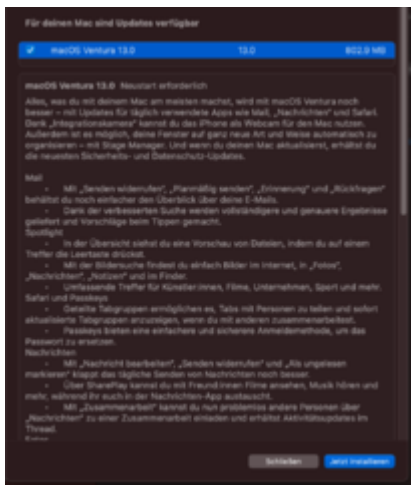 Für deinen Mac sind Updates verfügbar
macOS Ventura 13.0 13.0 802,9 MB
macOS Ventura 13.0 Neustart erforderlich
Alles, was du mit deinem Mac am meisten machst, wird mit macOS Ventura noch
besser – mit Updates für täglich verwendete Apps wie Mail, „Nachrichten“ und Safari.
Dank „Integrationskamera“ kannst du das iPhone als Webcam für den Mac nutzen.
Außerdem ist es möglich, deine Fenster auf ganz neue Art und Weise automatisch zu
organisieren – mit Stage Manager. Und wenn du deinen Mac aktualisierst, erhältst du
die neuesten Sicherheits- und Datenschutz-Updates.
Mail
• Mit „Senden widerrufen“, „Planmäßig senden“, „Erinnerung“ und „Rückfragen“
behältst du noch einfacher den Überblick über deine E-Mails.
• Dank der verbesserten Suche werden vollständigere und genauere Ergebnisse
geliefert und Vorschläge beim Tippen gemacht.
Spotlight
• In der Übersicht siehst du eine Vorschau von Dateien, indem du auf einem
Treffer die Leertaste drückst.
• Mit der Bildersuche findest du einfach Bilder im Internet, in „Fotos“,
„Nachrichten“, „Notizen“ und im Finder.
• Umfassende Treffer für Künstler:innen, Filme, Unternehmen, Sport und mehr.
Safari und Passkeys
• Geteilte Tabgruppen ermöglichen es, Tabs mit Personen zu teilen und sofort
aktualisierte Tabgruppen anzuzeigen, wenn du mit anderen zusammenarbeitest.
• Passkeys bieten eine einfachere und sicherere Anmeldemethode, um das
Passwort zu ersetzen.
Nachrichten
• Mit „Nachricht bearbeiten“, „Senden widerrufen“ und „Als ungelesen
markieren“ klappt das tägliche Senden von Nachrichten noch besser.
• Über SharePlay kannst du mit Freund:innen Filme ansehen, Musik hören und
mehr, während ihr euch in der Nachrichten-App austauscht.
• Mit „Zusammenarbeit“ kannst du nun problemlos andere Personen über
„Nachrichten“ zu einer Zusammenarbeit einladen und erhältst Aktivitätsupdates im
Thread.
Schließen Jetzt installieren